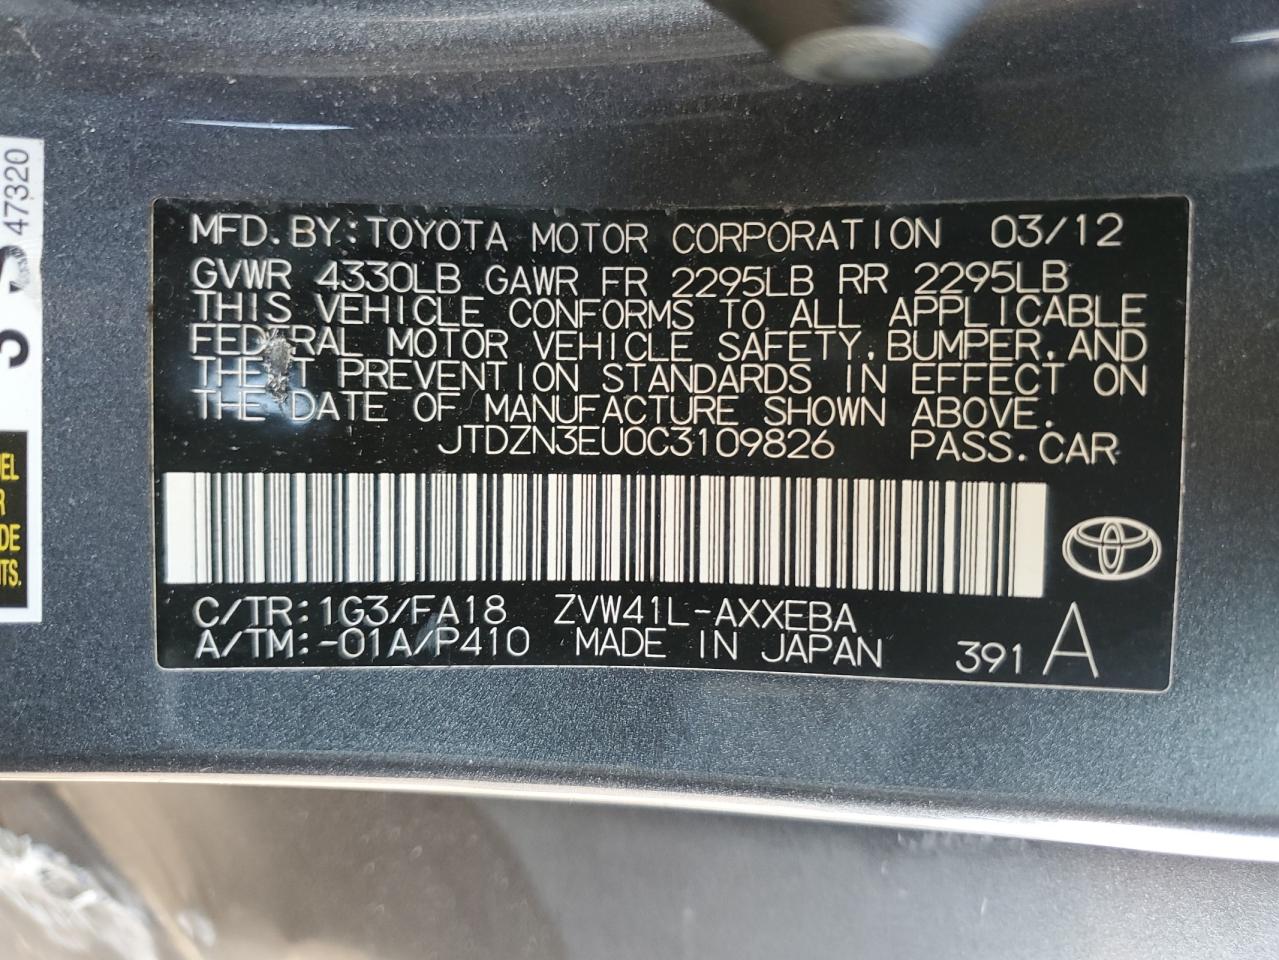 47320
MFD. BY: TOYOTA MOTOR CORPORATION 03/12
GVWR 4330LB GAWR FR 2295LB RR 2295LB
THIS VEHICLE CONFORMS TO ALL APPLICABLE
FEDERAL MOTOR VEHICLE SAFETY, BUMPER, AND
THEFT PREVENTION STANDARDS IN EFFECT ON
THE DATE OF MANUFACTURE SHOWN ABOVE.
JTDZN3EU0C3109826 PASS. CAR
C/TR: 1G3/FA18 ZVW41L-AXXEBA
A/TM: -01A/P410 MADE IN JAPAN 391 A